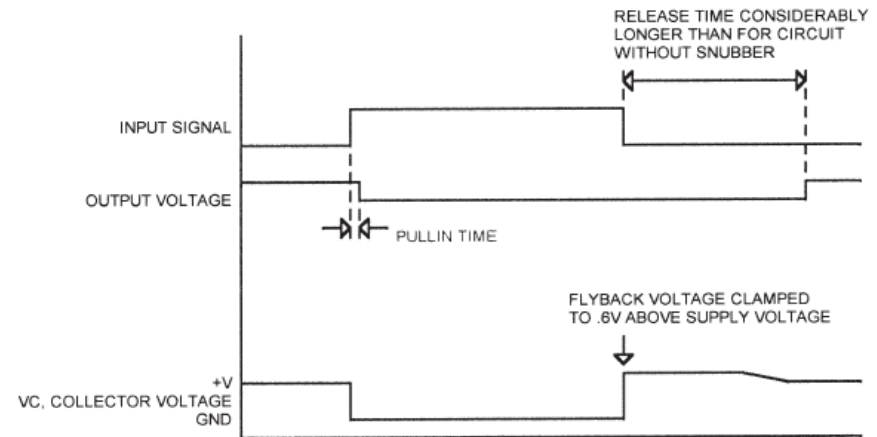 RELEASE TIME CONSIDERABLY
LONGER THAN FOR CIRCUIT
WITHOUT SNUBBER
INPUT SIGNAL
OUTPUT VOLTAGE
PULLIN TIME
FLYBACK VOLTAGE CLAMPED
TO .6V ABOVE SUPPLY VOLTAGE
+V
VC, COLLECTOR VOLTAGE
GND